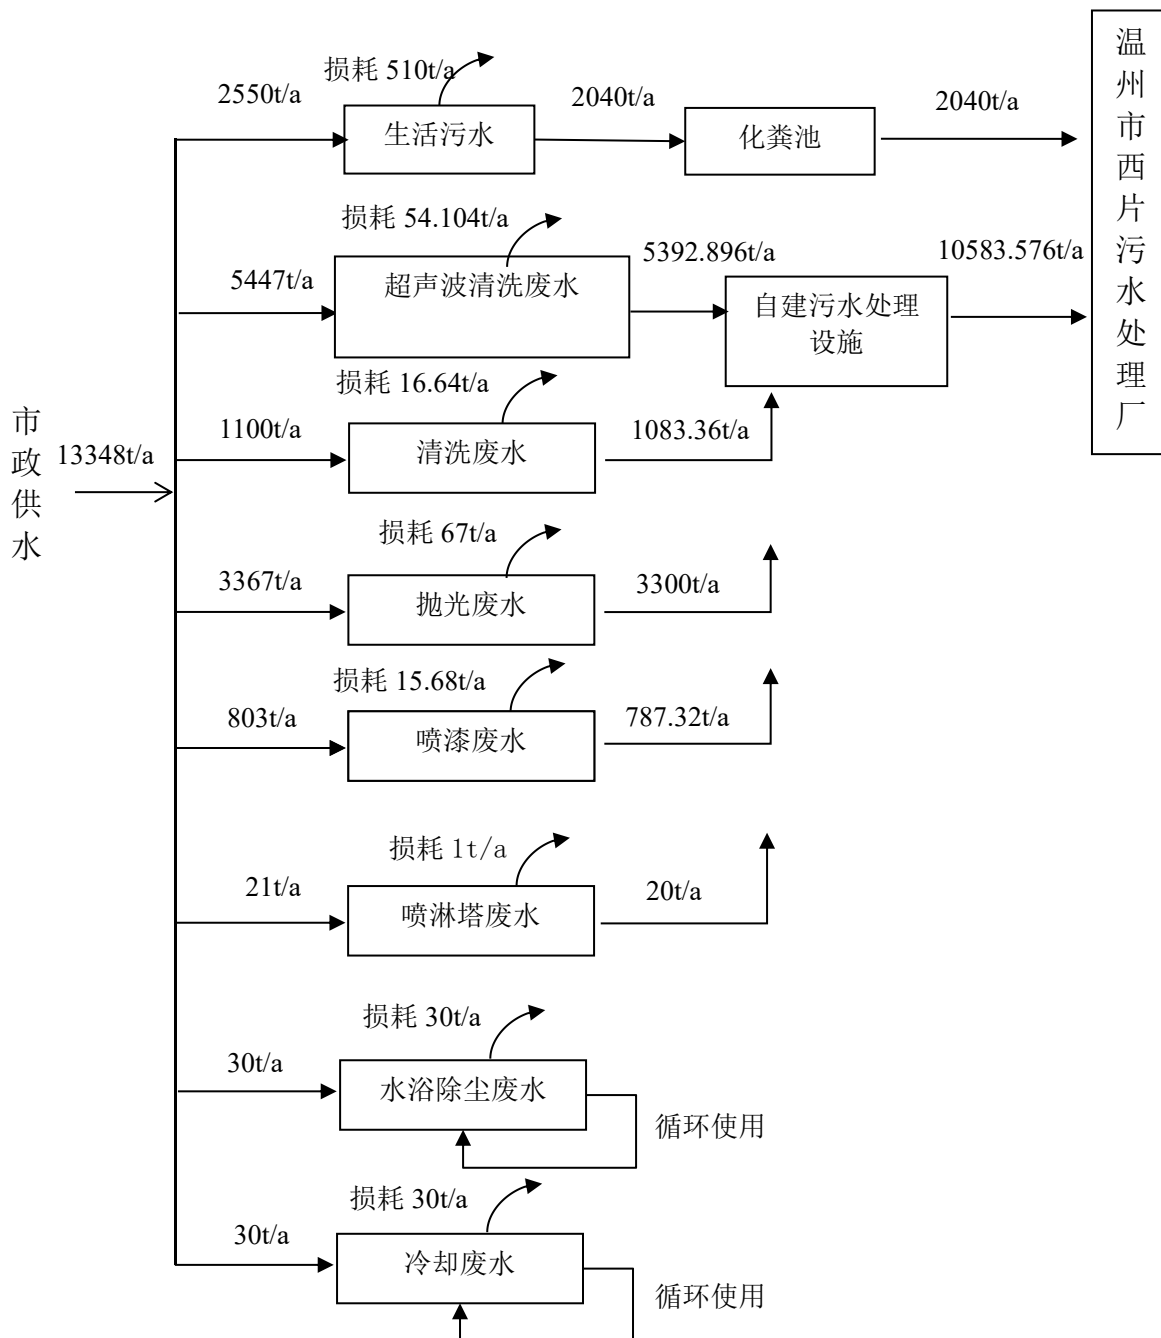 损耗 510t/a
2550t/a
生活污水
2040t/a
化粪池
2040t/a
温州市西片污水处理厂
损耗 54.104t/a
5447t/a
超声波清洗废水
5392.896t/a
自建污水处理
设施
10583.576t/a
损耗 16.64t/a
1100t/a
清洗废水
1083.36t/a
市政供水
13348t/a
损耗 67t/a
3367t/a
抛光废水
3300t/a
损耗 15.68t/a
803t/a
喷漆废水
787.32t/a
损耗 1t/a
21t/a
喷淋塔废水
20t/a
损耗 30t/a
30t/a
水浴除尘废水
循环使用
损耗 30t/a
30t/a
冷却废水
循环使用